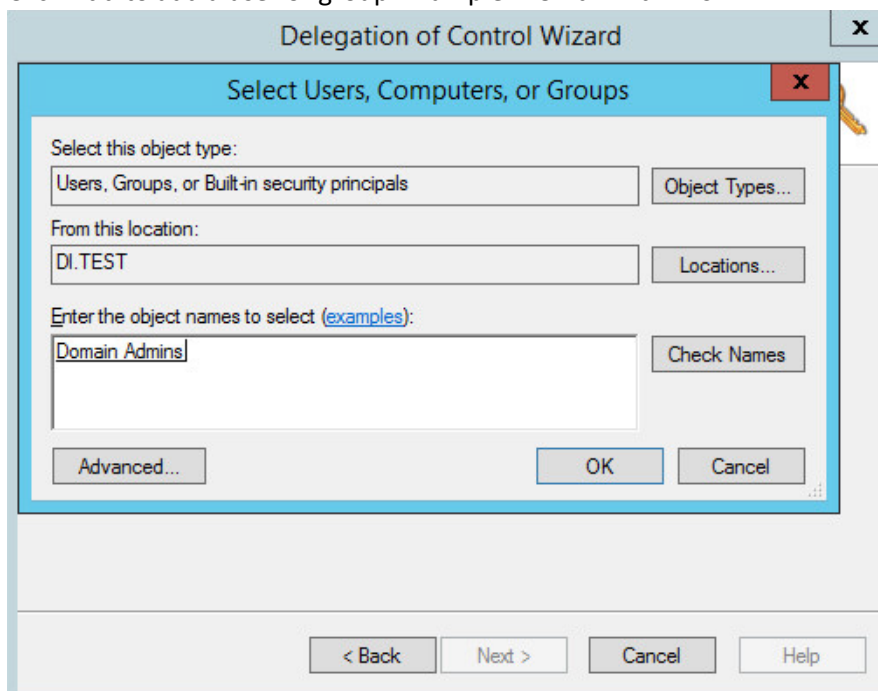 Delegation of Control Wizard
x
Select Users, Computers, or Groups
x
Select this object type:
Users, Groups, or Built-in security principals
Object Types...
From this location:
DI.TEST
Locations...
Enter the object names to select (examples):
Domain Admins
Check Names
Advanced...
OK
Cancel
< Back
Next >
Cancel
Help